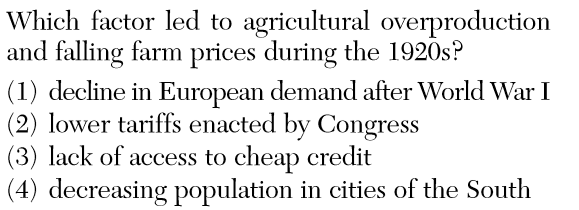 Which factor led to agricultural overproduction
and falling farm prices during the 1920s?
(1) decline in European demand after World War I
(2) lower tariffs enacted by Congress
(3) lack of access to cheap credit
(4) decreasing population in cities of the South